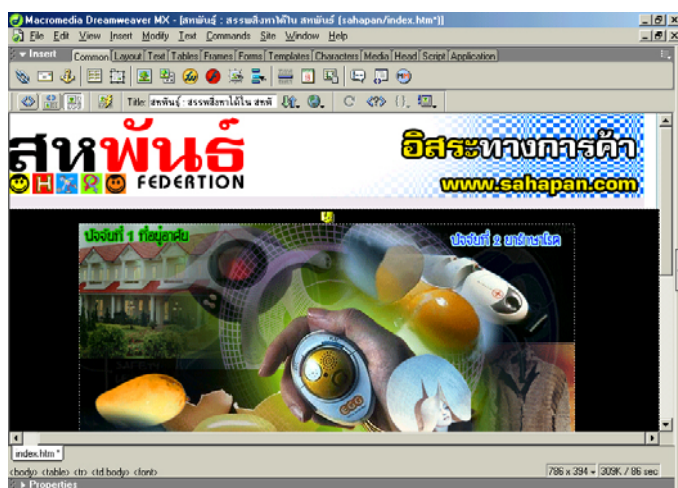 Macromedia Dreamweaver MX - [สหพันธุ์ : สรรพสิ่งหาได้ใน สหพันธ์ (sahapan/index.htm*)]
File Edit View Insert Modify Text Commands Site Window Help
Insert Common Layout Text Tables Frames Forms Templates Characters Media Head Script Application
Title: สหพันธุ์ : สรรพสิ่งหาได้ใน สหพั
สหพันธ์
อิสระทางการค้า
FEDERTION
www.sahapan.com
ปัจจันที่ 1 ที่อยู่อาศัย
ปัจจันที่ 2 ยารักษาโรค
EGG
index.htm*
<body> <table> <tr> <td.body> <font>
786 x 394 309K / 86 sec
Properties